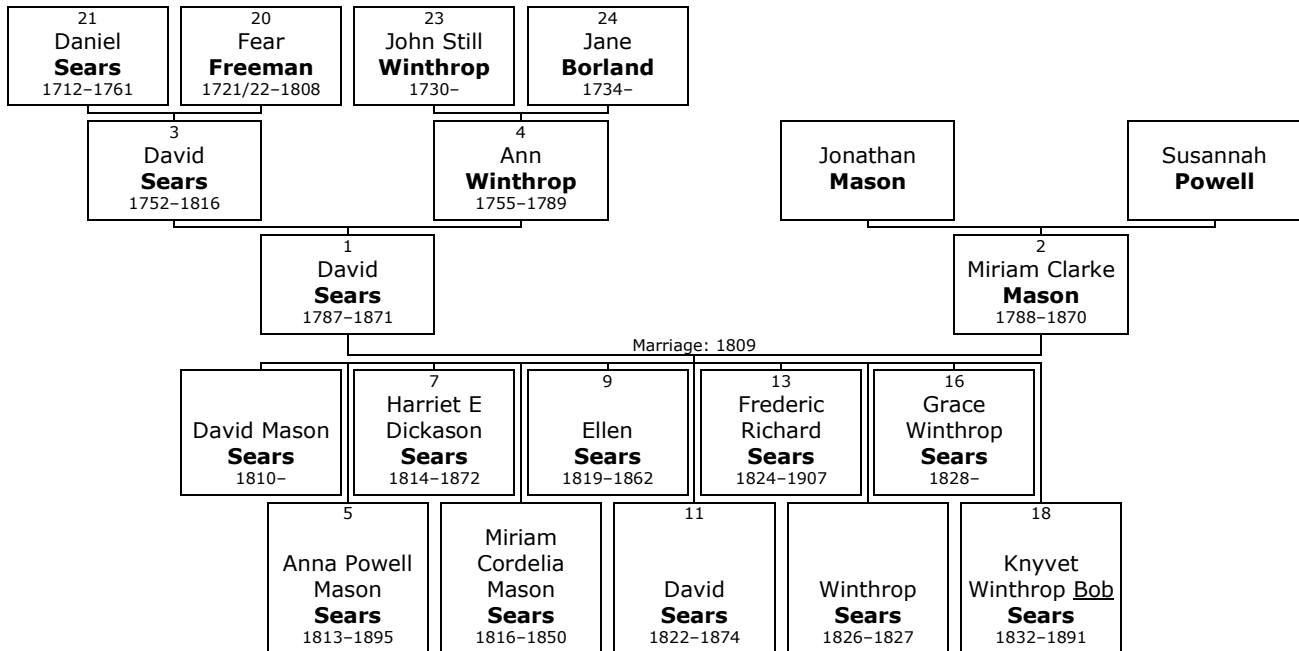 21
Daniel
Sears
1712–1761
20
Fear
Freeman
1721/22–1808
23
John Still
Winthrop
1730–
24
Jane
Borland
1734–
3
David
Sears
1752–1816
4
Ann
Winthrop
1755–1789
Jonathan
Mason
Susannah
Powell
1
David
Sears
1787–1871
2
Miriam Clarke
Mason
1788–1870
Marriage: 1809
David Mason
Sears
1810–
7
Harriet E
Dickason
Sears
1814–1872
9
Ellen
Sears
1819–1862
13
Frederic
Richard
Sears
1824–1907
16
Grace
Winthrop
Sears
1828–
5
Anna Powell
Mason
Sears
1813–1895
Miriam
Cordelia
Mason
Sears
1816–1850
11
David
Sears
1822–1874
Winthrop
Sears
1826–1827
18
Knyvet
Winthrop Bob
Sears
1832–1891